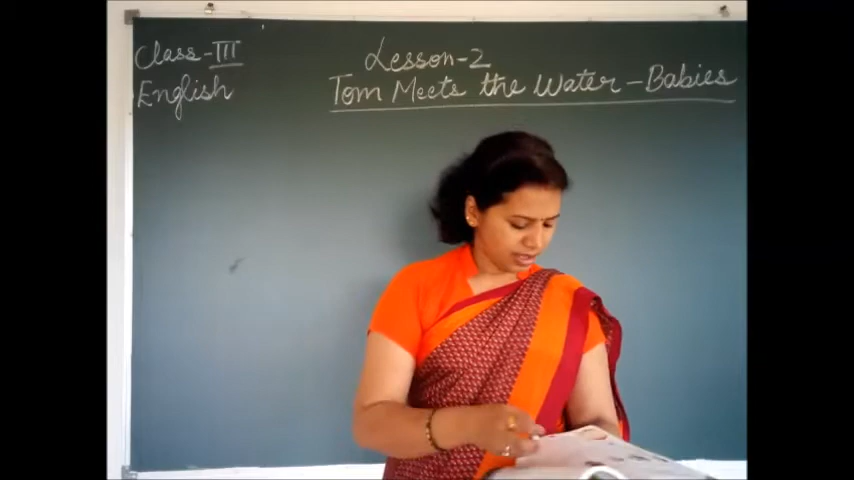 Class - III
English
Lesson - 2
Tom Meets the Water - Babies